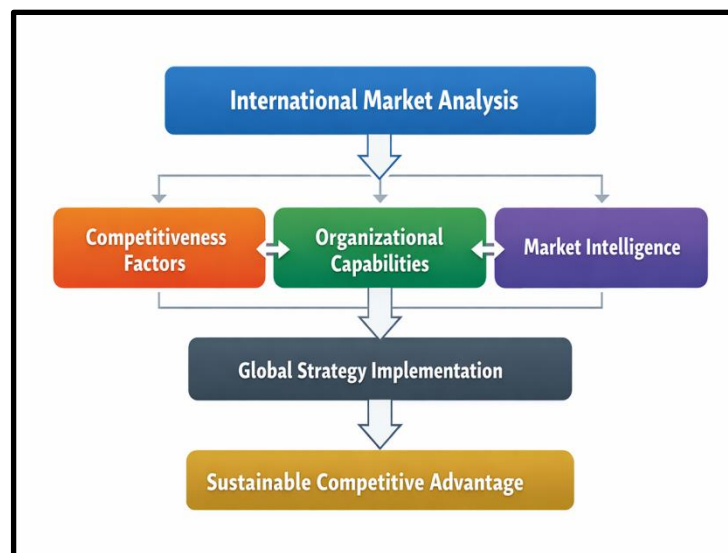 International Market Analysis
Competitiveness
Factors
Organizational
Capabilities
Market Intelligence
Global Strategy Implementation
Sustainable Competitive Advantage